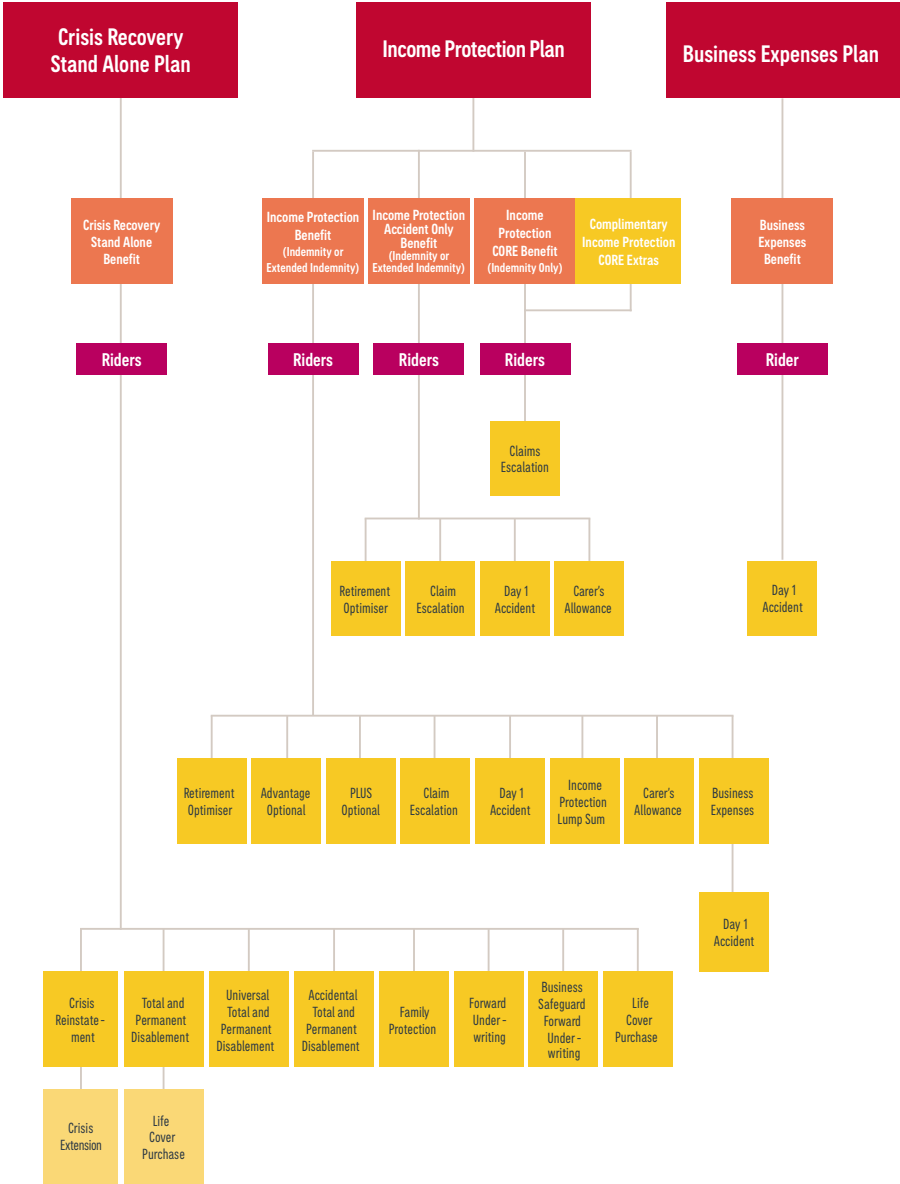 Crisis Recovery
Stand Alone Plan
Income Protection Plan
Business Expenses Plan
Crisis Recovery
Stand Alone
Benefit
Income Protection
Benefit
(Indemnity or
Extended Indemnity)
Income Protection
Accident Only
Benefit
(Indemnity or
Extended Indemnity)
Income
Protection
CORE Benefit
(Indemnity Only)
Complimentary
Income Protection
CORE Extras
Business
Expenses
Benefit
Riders
Riders
Riders
Riders
Rider
Claims
Escalation
Retirement
Optimiser
Claim
Escalation
Day 1
Accident
Carer's
Allowance
Day 1
Accident
Retirement
Optimiser
Advantage
Optional
PLUS
Optional
Claim
Escalation
Day 1
Accident
Income
Protection
Lump Sum
Carer's
Allowance
Business
Expenses
Day 1
Accident
Crisis
Reinstate-
ment
Total and
Permanent
Disablement
Universal
Total and
Permanent
Disablement
Accidental
Total and
Permanent
Disablement
Family
Protection
Forward
Under-
writing
Business
Safeguard
Forward
Under-
writing
Life
Cover
Purchase
Crisis
Extension
Life
Cover
Purchase